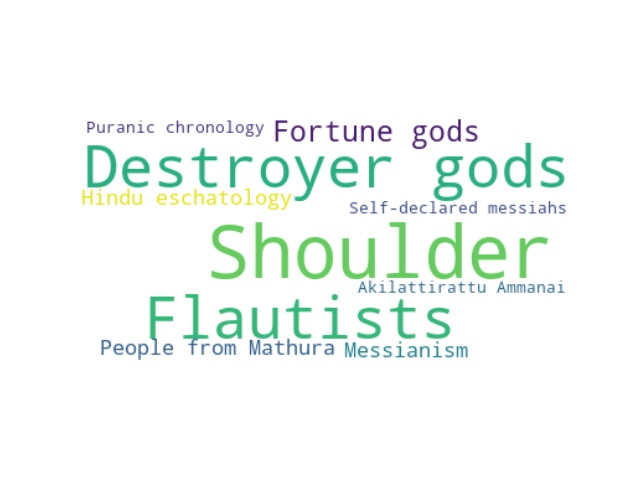 Puranic chronology
Fortune gods
Destroyer gods
Hindu eschatology
Self-declared messiahs
Shoulder
Akilattirattu Ammanai
Flautists
People from Mathura
Messianism